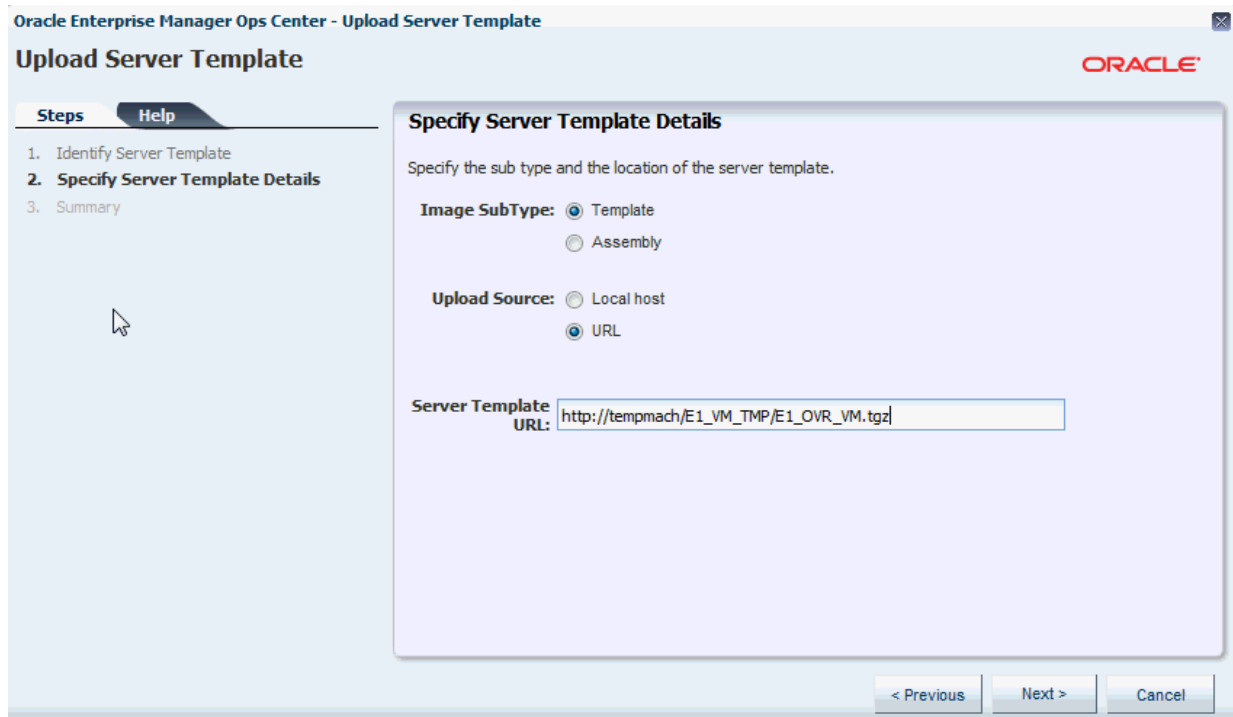 Oracle Enterprise Manager Ops Center - Upload Server Template
Upload Server Template
ORACLE
Steps Help
1. Identify Server Template
2. Specify Server Template Details
3. Summary
Specify Server Template Details
Specify the sub type and the location of the server template.
Image SubType: Template
Assembly
Upload Source: Local host
URL
Server Template
URL: http://tempmach/E1_VM_TMP/E1_OVR_VM.tgz
< Previous Next > Cancel